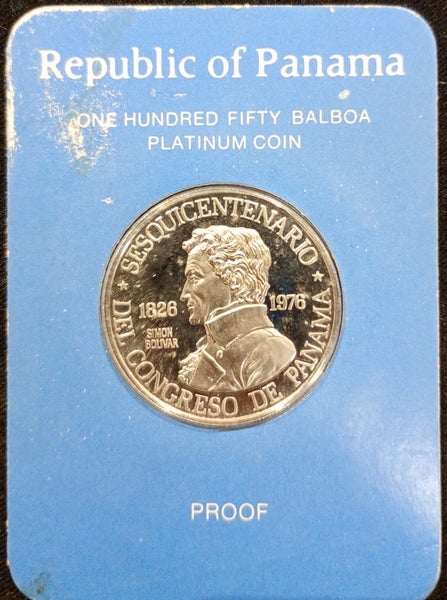 Republic of Panama
ONE HUNDRED FIFTY BALBOA
PLATINUM COIN
SESQUICENTENARIO
1826 1976
SIMON
BOLIVAR
DEL CONGRESO DE PANAMA
PROOF